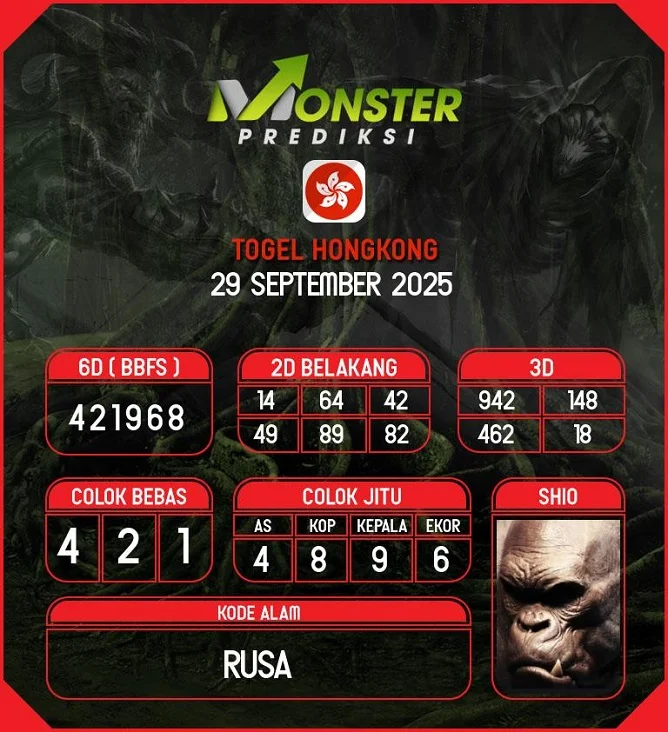 MONSTER
PREDIKSI
TOGEL HONGKONG
29 SEPTEMBER 2025
6D ( BBFS )
421968
2D BELAKANG
14 64 42
49 89 82
3D
942 148
462 18
COLOK BEBAS
4 2 1
COLOK JITU
AS KOP KEPALA EKOR
4 8 9 6
SHIO
KODE ALAM
RUSA